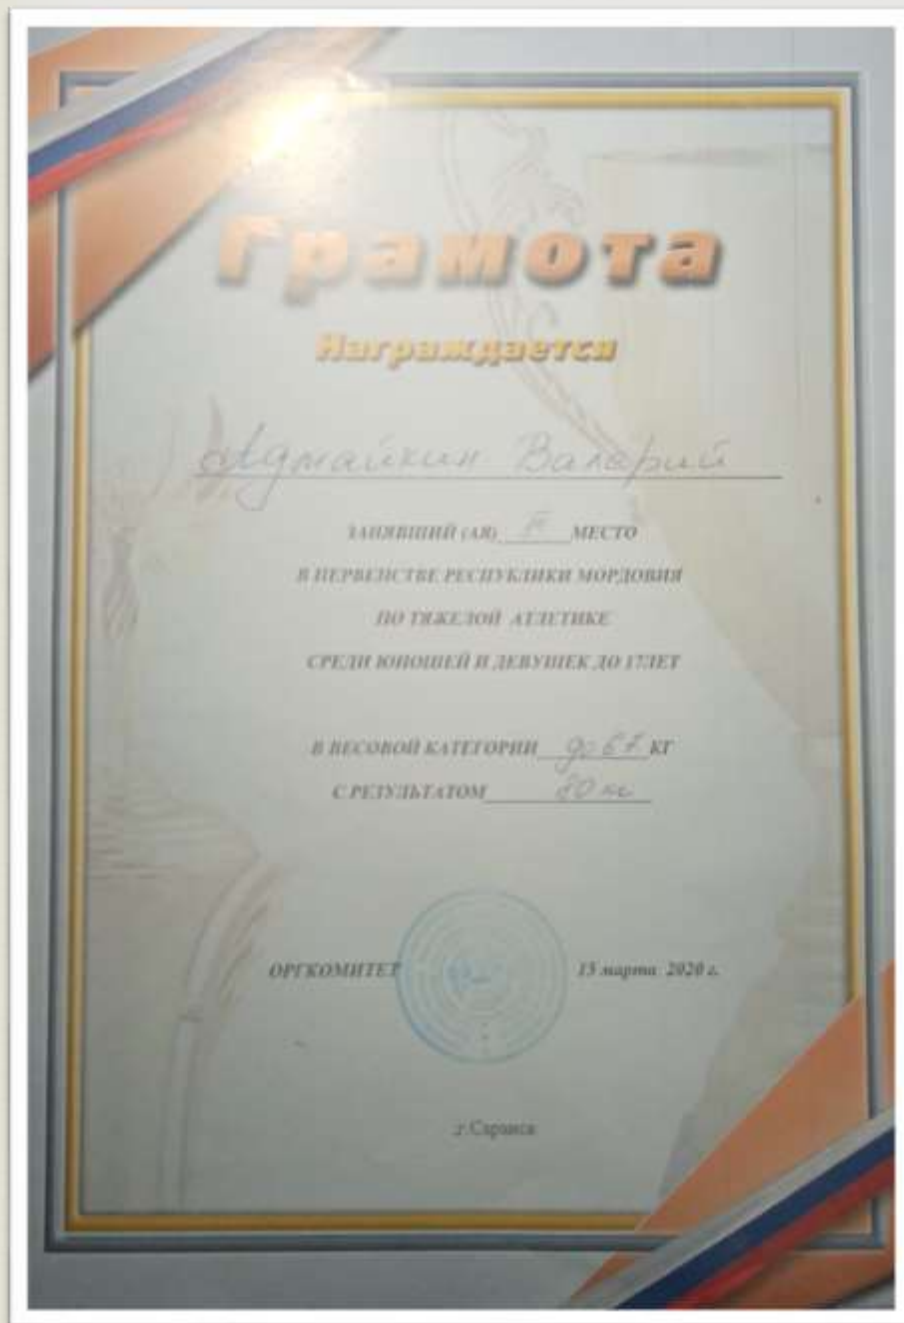 Грамота
Награждается
Адмайкин Валерий
ЗАНЯВШИЙ (АЯ) МЕСТО
В ПЕРВЕНСТВЕ РЕСПУБЛИКИ МОРДОВИЯ
ПО ТЯЖЕЛОЙ АТЛЕТИКЕ
СРЕДИ ЮНОШЕЙ И ДЕВУШЕК ДО 17ЛЕТ
В ВЕСОВОЙ КАТЕГОРИИ до 67 КГ
С РЕЗУЛЬТАТОМ 80 кг
ОРГКОМИТЕТ 15 марта 2020 г.
г.Саранск